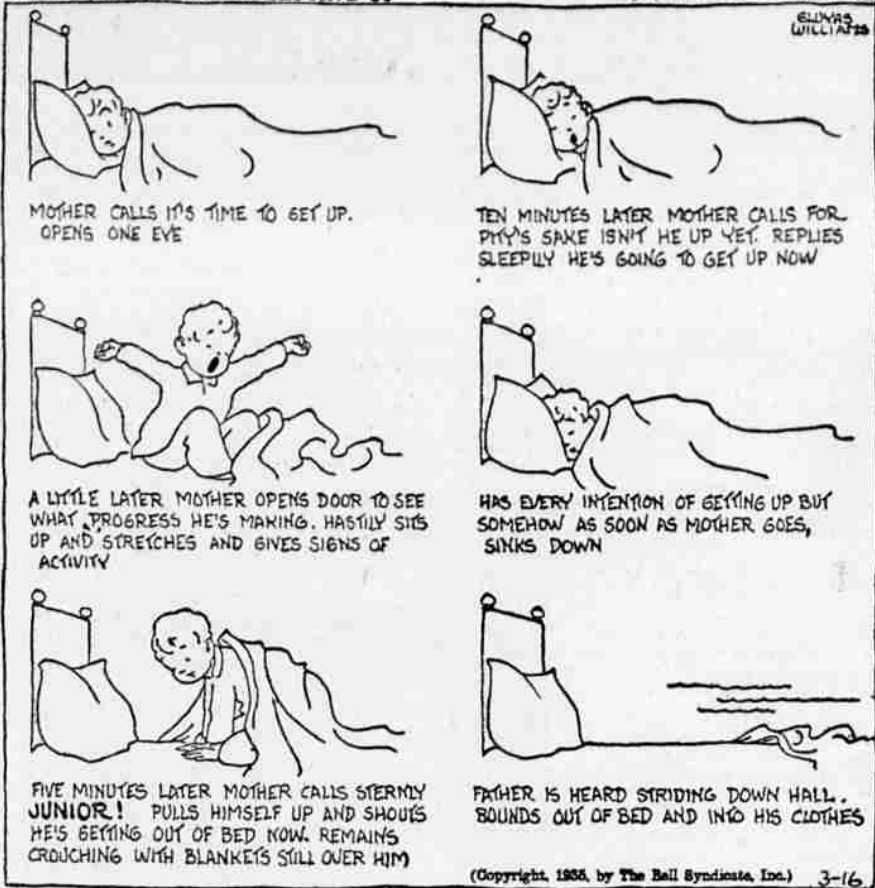 GLUYAS
WILLIAMS
MOTHER CALLS IT'S TIME TO GET UP.
OPENS ONE EYE
TEN MINUTES LATER MOTHER CALLS FOR
PITY'S SAKE ISN'T HE UP YET. REPLIES
SLEEPILY HE'S GOING TO GET UP NOW
A LITTLE LATER MOTHER OPENS DOOR TO SEE
WHAT PROGRESS HE'S MAKING. HASTILY SITS
UP AND STRETCHES AND GIVES SIGNS OF
ACTIVITY
HAS EVERY INTENTION OF GETTING UP BUT
SOMEHOW AS SOON AS MOTHER GOES,
SINKS DOWN
FIVE MINUTES LATER MOTHER CALLS STERNLY
JUNIOR! PULLS HIMSELF UP AND SHOUTS
HE'S GETTING OUT OF BED NOW. REMAINS
CROUCHING WITH BLANKETS STILL OVER HIM
FATHER IS HEARD STRIDING DOWN HALL.
BOUNDS OUT OF BED AND INTO HIS CLOTHES
(Copyright, by The Bell Syndicate, Inc.) 3-16